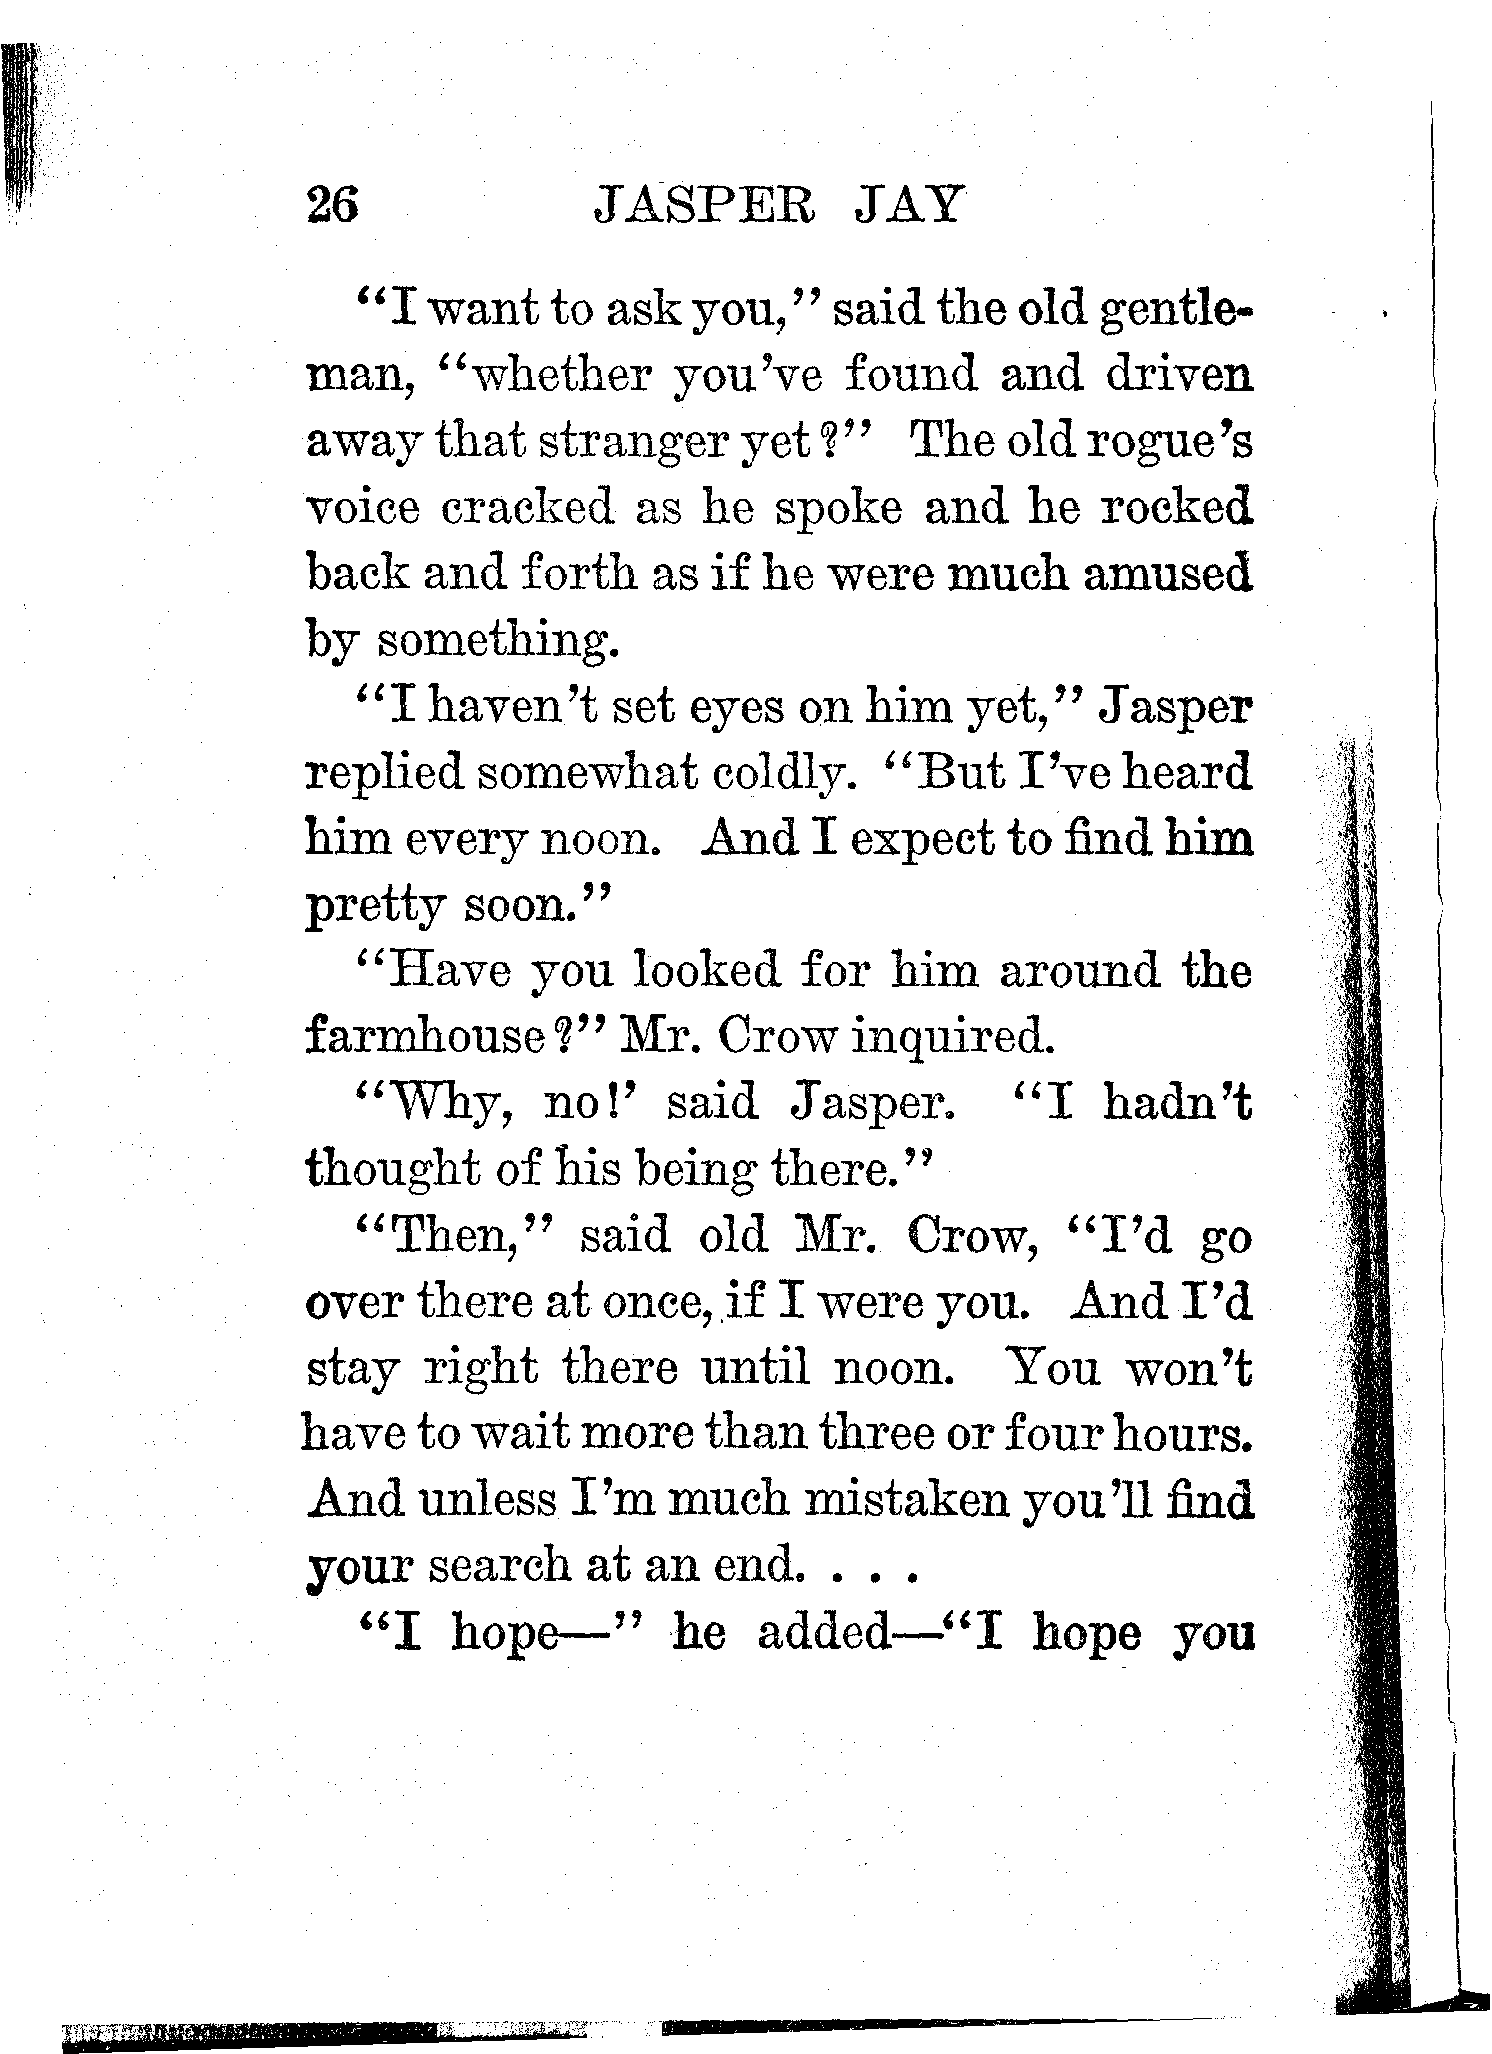 26 JASPER JAY
"I want to ask you," said the old gentle-
man, "whether you've found and driven
away that stranger yet?" The old rogue's
voice cracked as he spoke and he rocked
back and forth as if he were much amused
by something.
"I haven't set eyes on him yet," Jasper
replied somewhat coldly. "But I've heard
him every noon. And I expect to find him
pretty soon."
"Have you looked for him around the
farmhouse?" Mr. Crow inquired.
"Why, no!' said Jasper. "I hadn't
thought of his being there."
"Then," said old Mr. Crow, "I'd go
over there at once, if I were you. And I'd
stay right there until noon. You won't
have to wait more than three or four hours.
And unless I'm much mistaken you'll find
your search at an end. . . .
"I hope—" he added—"I hope you